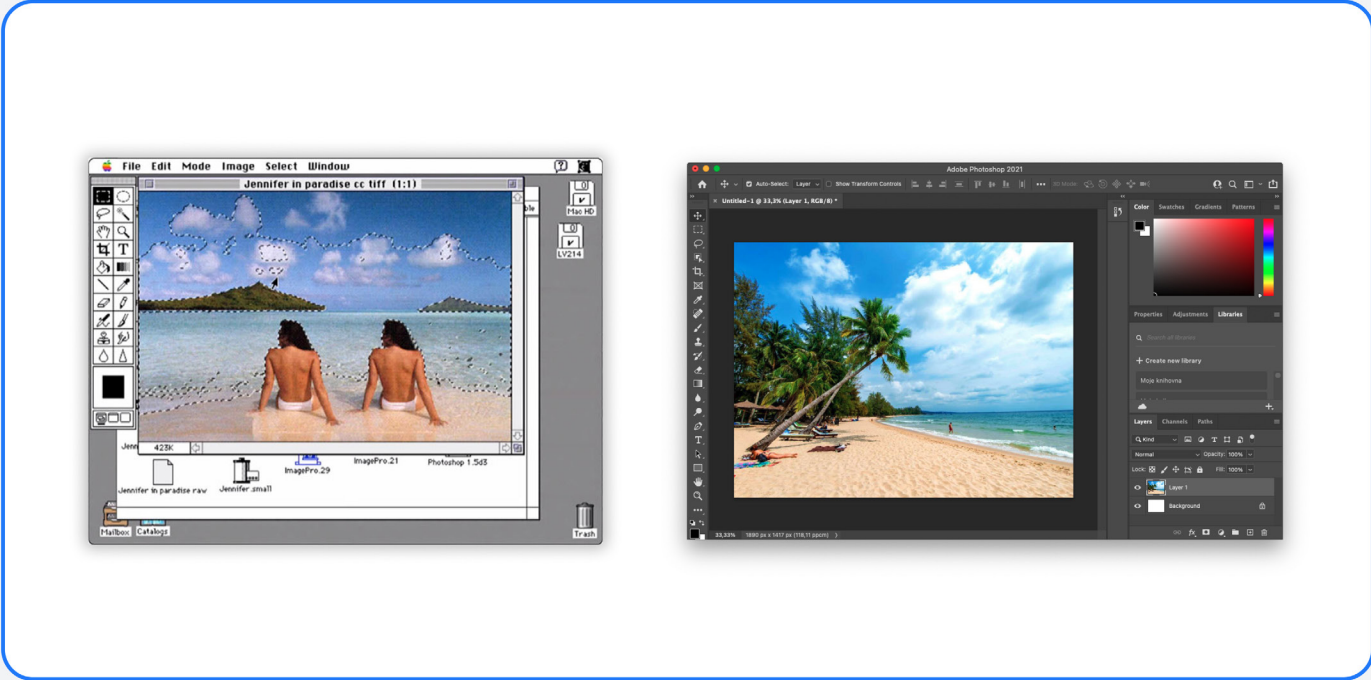 File Edit Mode Image Select Window
Jennifer in paradise cc tiff (1:1)
Mac HD
LV214
423K
ImagePro.29
ImagePro.21
Photoshop 1.5d3
Jennifer in paradise raw
Jennifer.small
Mailbox
Catalogs
Trash
Adobe Photoshop 2021
Auto-Select: Layer Show Transform Controls
3D Mode:
Untitled-1 @ 33,3% (Layer 1, RGB/8) *
Color Swatches Gradients Patterns
Properties Adjustments Libraries
Search all libraries
Create new library
Moje knihovna
Layers Channels Paths
Kind
Normal Opacity: 100%
Lock: Fill: 100%
Layer 1
Background
33,33% 1890 px x 1417 px (118,11 ppcm)